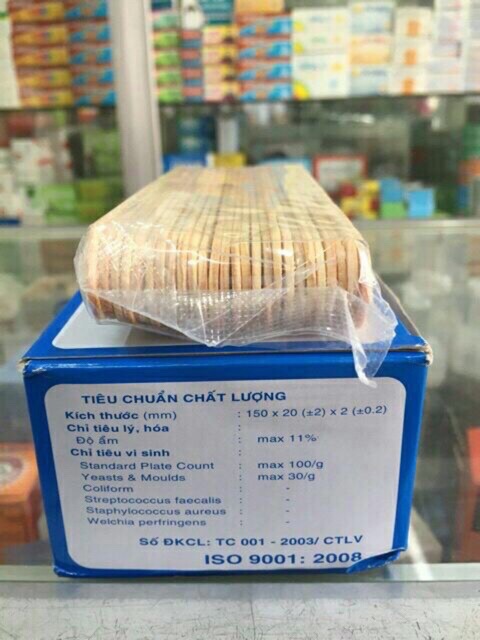 TIÊU CHUẨN CHẤT LƯỢNG
Kích thước (mm) : 150 x 20 (±2) x 2 (±0.2)
Chỉ tiêu lý, hóa :
Độ ẩm : max 11%
Chỉ tiêu vi sinh :
Standard Plate Count : max 100/g
Yeasts & Moulds : max 30/g
Coliform : -
Streptococcus faecalis : -
Staphylococcus aureus : -
Welchia perfringens : -
Số ĐKCL: TC 001 - 2003/ CTLV
ISO 9001: 2008